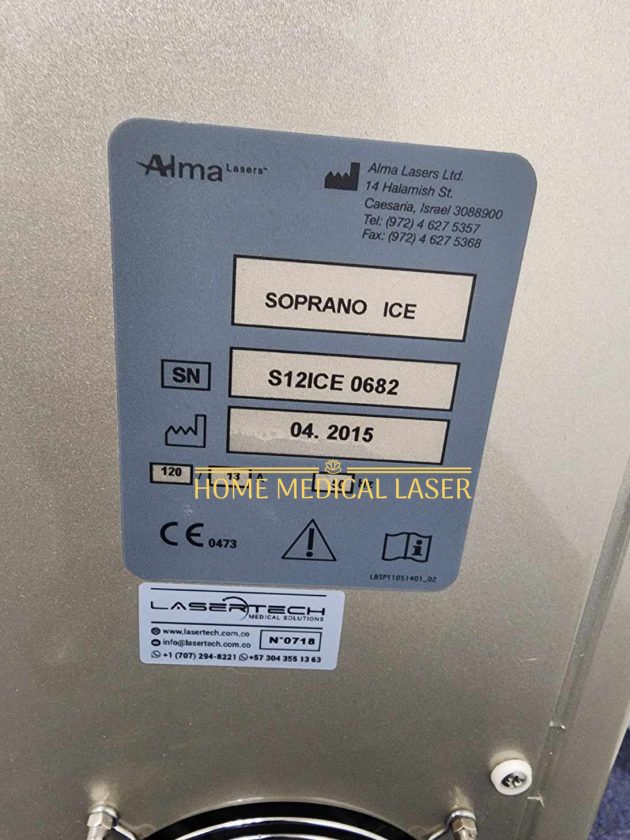 Alma Lasers™
Alma Lasers Ltd.
14 Halamish St.
Caesaria, Israel 3088900
Tel: (972) 4 627 5357
Fax: (972) 4 627 5368
SOPRANO ICE
SN S12ICE 0682
04. 2015
120 13 A
HOME MEDICAL LASER
CE 0473
LBSP11051401_02
LASERTECH
MEDICAL SOLUTIONS
www.lasertech.com.co
info@lasertech.com.co
N°0718
+1 (707) 294-8221 +57 304 355 13 63